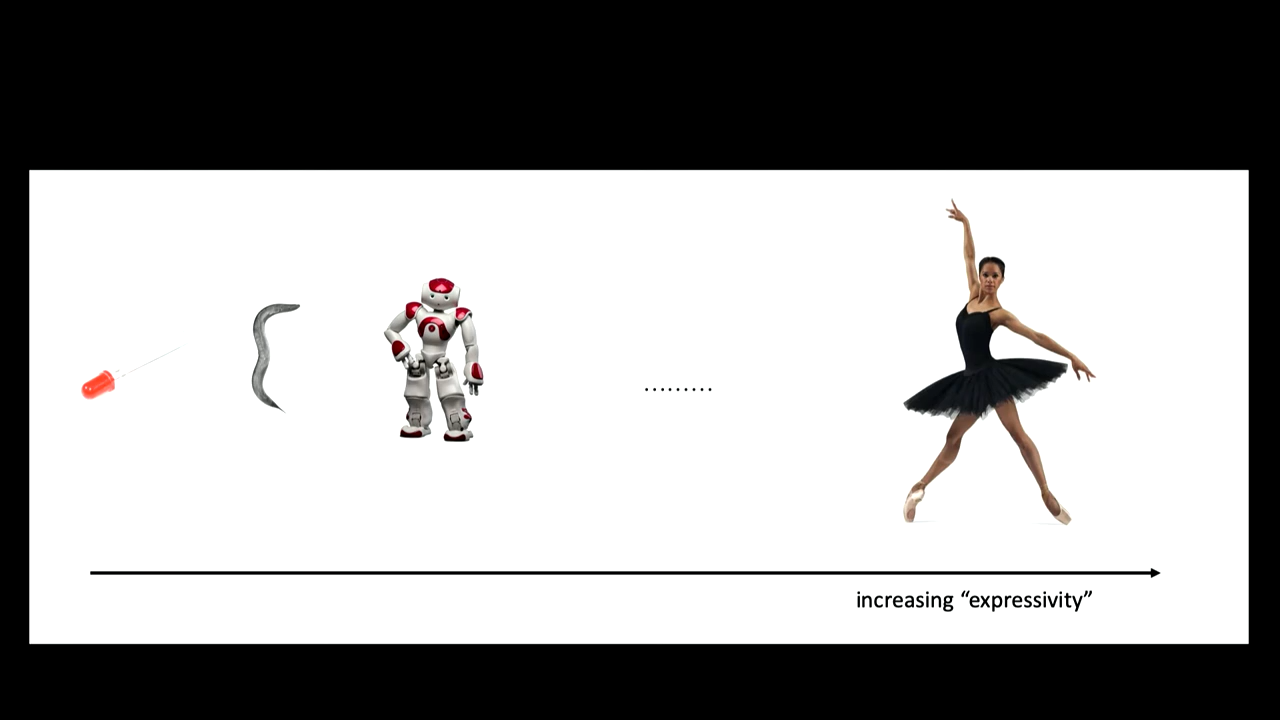 .........
increasing “expressivity”